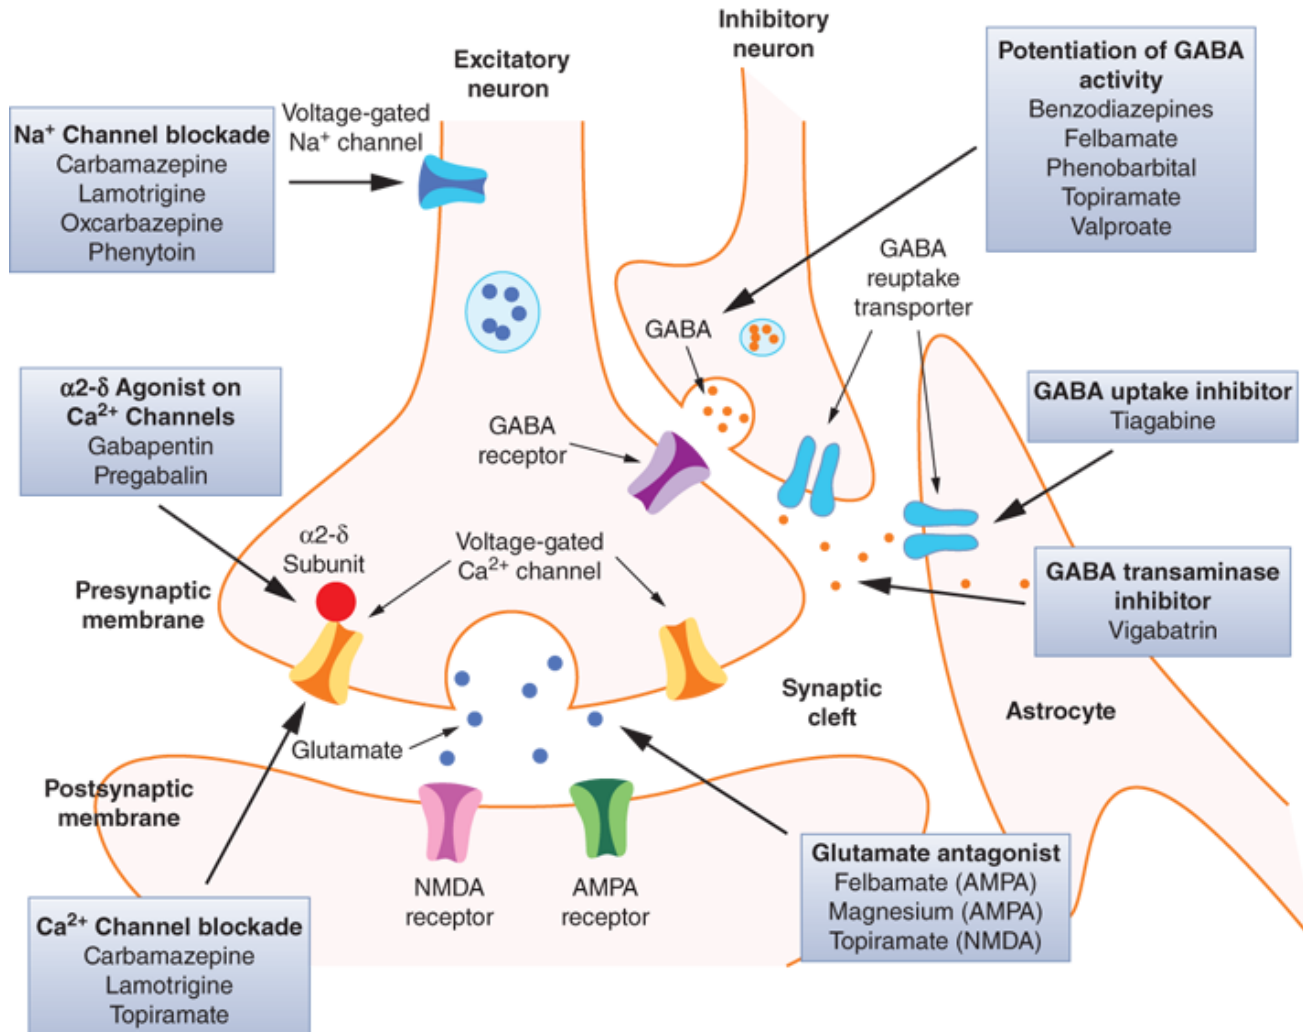 Inhibitory
neuron
Excitatory
neuron
Potentiation of GABA
activity
Benzodiazepines
Felbamate
Phenobarbital
Topiramate
Valproate
Na⁺ Channel blockade
Carbamazepine
Lamotrigine
Oxcarbazepine
Phenytoin
Voltage-gated
Na⁺ channel
GABA
reuptake
transporter
GABA
α2-δ Agonist on
Ca²⁺ Channels
Gabapentin
Pregabalin
GABA uptake inhibitor
Tiagabine
GABA
receptor
α2-δ
Subunit
Voltage-gated
Ca²⁺ channel
Presynaptic
membrane
GABA transaminase
inhibitor
Vigabatrin
Synaptic
cleft
Astrocyte
Glutamate
Postsynaptic
membrane
NMDA
receptor
AMPA
receptor
Glutamate antagonist
Felbamate (AMPA)
Magnesium (AMPA)
Topiramate (NMDA)
Ca²⁺ Channel blockade
Carbamazepine
Lamotrigine
Topiramate